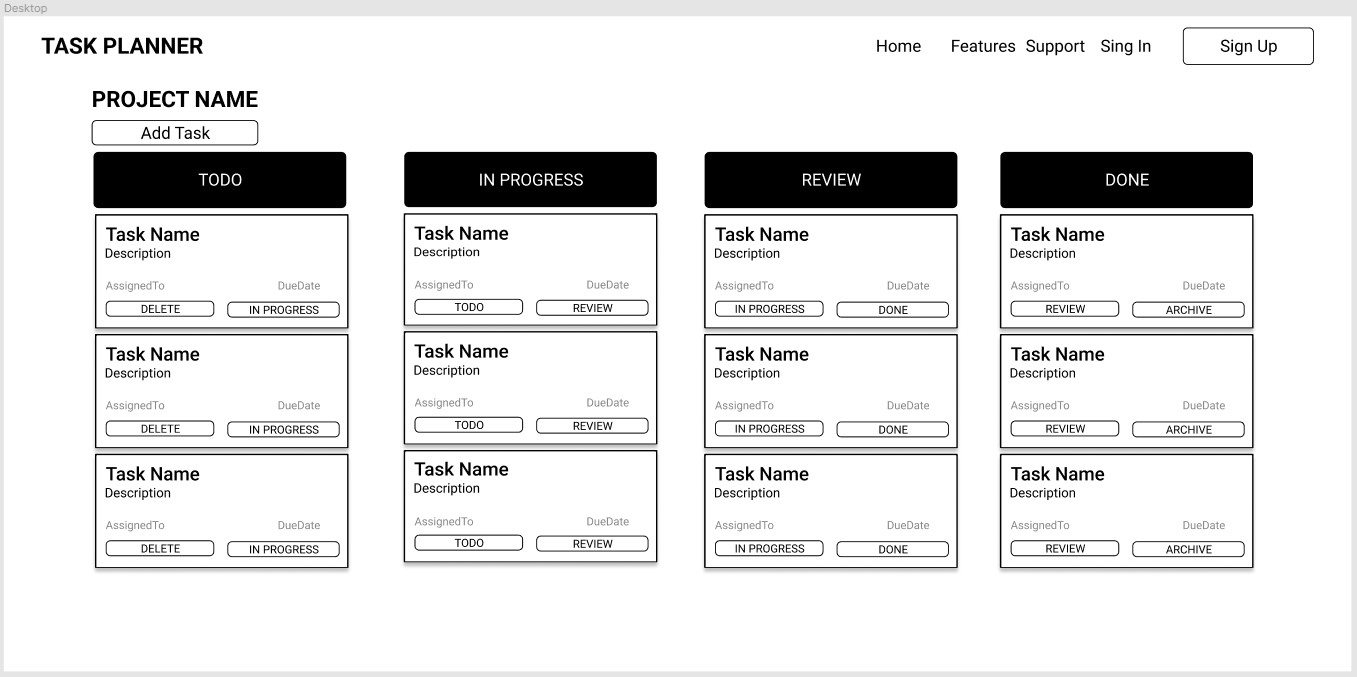 Desktop
TASK PLANNER
Home Features Support Sing In Sign Up
PROJECT NAME
Add Task
TODO
Task Name
Description
AssignedTo DueDate
DELETE IN PROGRESS
Task Name
Description
AssignedTo DueDate
DELETE IN PROGRESS
Task Name
Description
AssignedTo DueDate
DELETE IN PROGRESS
IN PROGRESS
Task Name
Description
AssignedTo DueDate
TODO REVIEW
Task Name
Description
AssignedTo DueDate
TODO REVIEW
Task Name
Description
AssignedTo DueDate
TODO REVIEW
REVIEW
Task Name
Description
AssignedTo DueDate
IN PROGRESS DONE
Task Name
Description
AssignedTo DueDate
IN PROGRESS DONE
Task Name
Description
AssignedTo DueDate
IN PROGRESS DONE
DONE
Task Name
Description
AssignedTo DueDate
REVIEW ARCHIVE
Task Name
Description
AssignedTo DueDate
REVIEW ARCHIVE
Task Name
Description
AssignedTo DueDate
REVIEW ARCHIVE